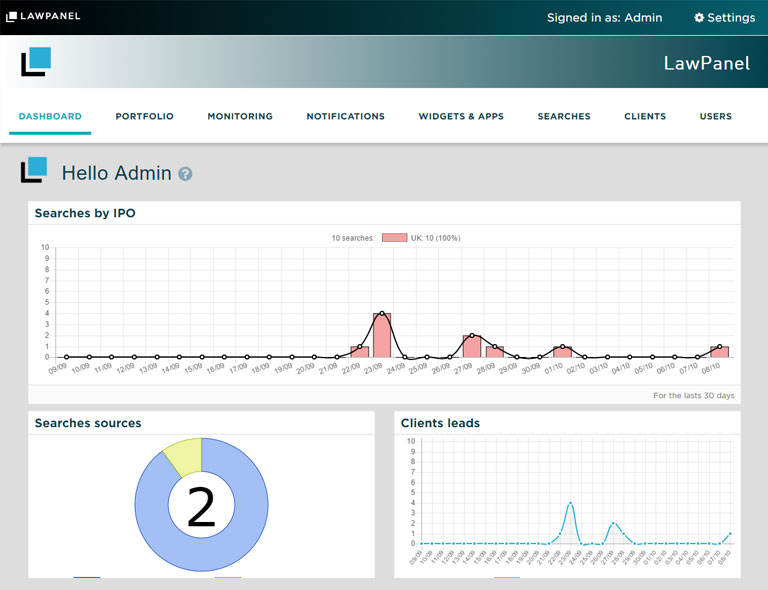 LAWPANEL
Signed in as: Admin Settings
LawPanel
DASHBOARD PORTFOLIO MONITORING NOTIFICATIONS WIDGETS & APPS SEARCHES CLIENTS USERS
Hello Admin ?
Searches by IPO
10 searches: UK: 10 (100%)
10
9
8
7
6
5
4
3
2
1
0
09/09 10/09 11/09 12/09 13/09 14/09 15/09 16/09 17/09 18/09 19/09 20/09 21/09 22/09 23/09 24/09 25/09 26/09 27/09 28/09 29/09 30/09 01/10 02/10 03/10 04/10 05/10 06/10 07/10 08/10
For the lasts 30 days
Searches sources
2
Clients leads
10
9
8
7
6
5
4
3
2
1
0
09/09 10/09 11/09 12/09 13/09 14/09 15/09 16/09 17/09 18/09 19/09 20/09 21/09 22/09 23/09 24/09 25/09 26/09 27/09 28/09 29/09 30/09 01/10 02/10 03/10 04/10 05/10 06/10 07/10 08/10